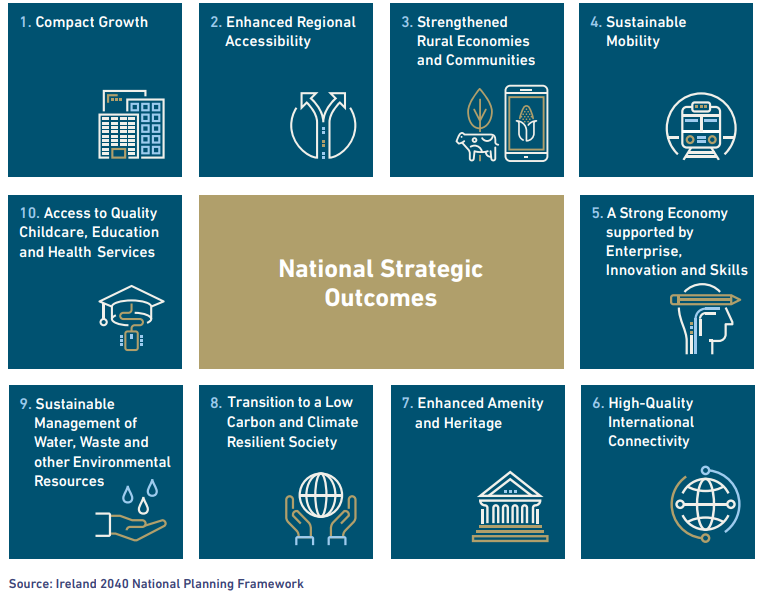 1. Compact Growth
2. Enhanced Regional
Accessibility
3. Strengthened
Rural Economies
and Communities
4. Sustainable
Mobility
10. Access to Quality
Childcare, Education
and Health Services
National Strategic
Outcomes
5. A Strong Economy
supported by
Enterprise,
Innovation and Skills
9. Sustainable
Management of
Water, Waste and
other Environmental
Resources
8. Transition to a Low
Carbon and Climate
Resilient Society
7. Enhanced Amenity
and Heritage
6. High-Quality
International
Connectivity
Source: Ireland 2040 National Planning Framework